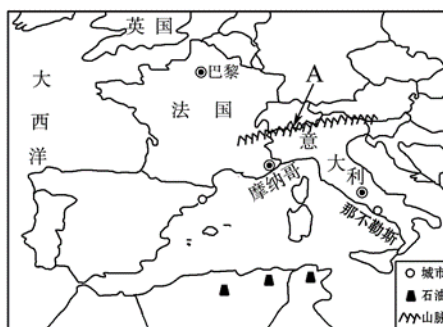 英国
大西洋
巴黎
A
法国
意大利
摩纳哥
那不勒斯
城市
石油
山脉